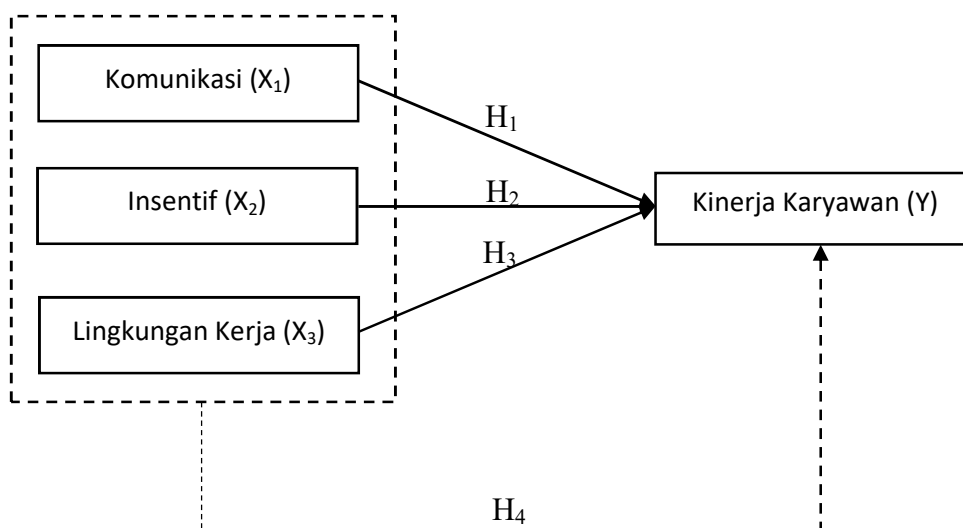 Komunikasi (X₁)
H₁
Insentif (X₂)
H₂
Kinerja Karyawan (Y)
H₃
Lingkungan Kerja (X₃)
H₄